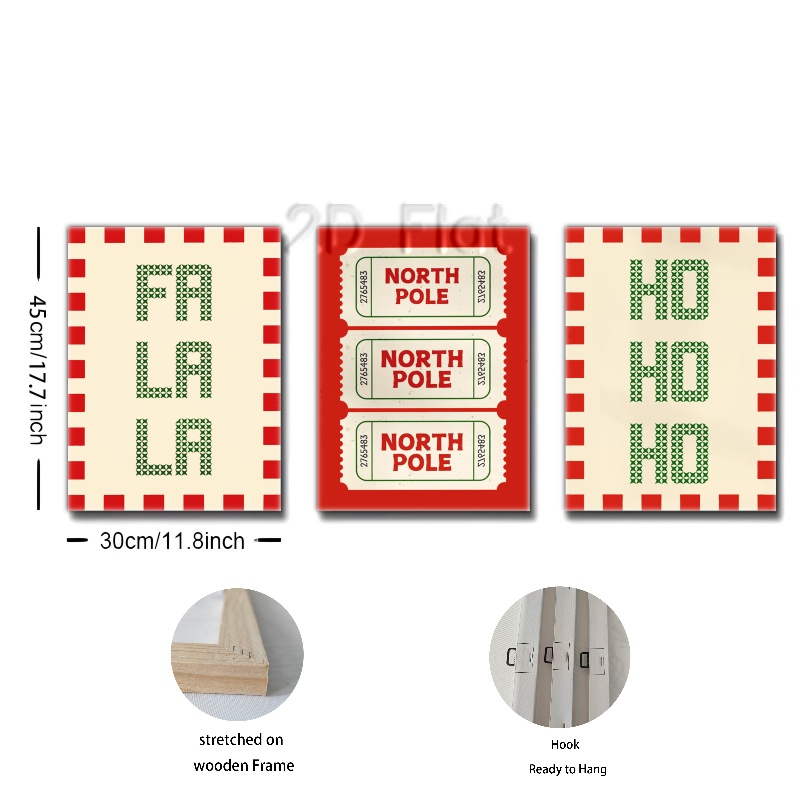 2D Flat
FA
LA
LA
2765483
NORTH
POLE
2765483
2765483
NORTH
POLE
2765483
2765483
NORTH
POLE
2765483
HO
HO
HO
45cm/17.7inch
30cm/11.8inch
stretched on
wooden Frame
Hook
Ready to Hang